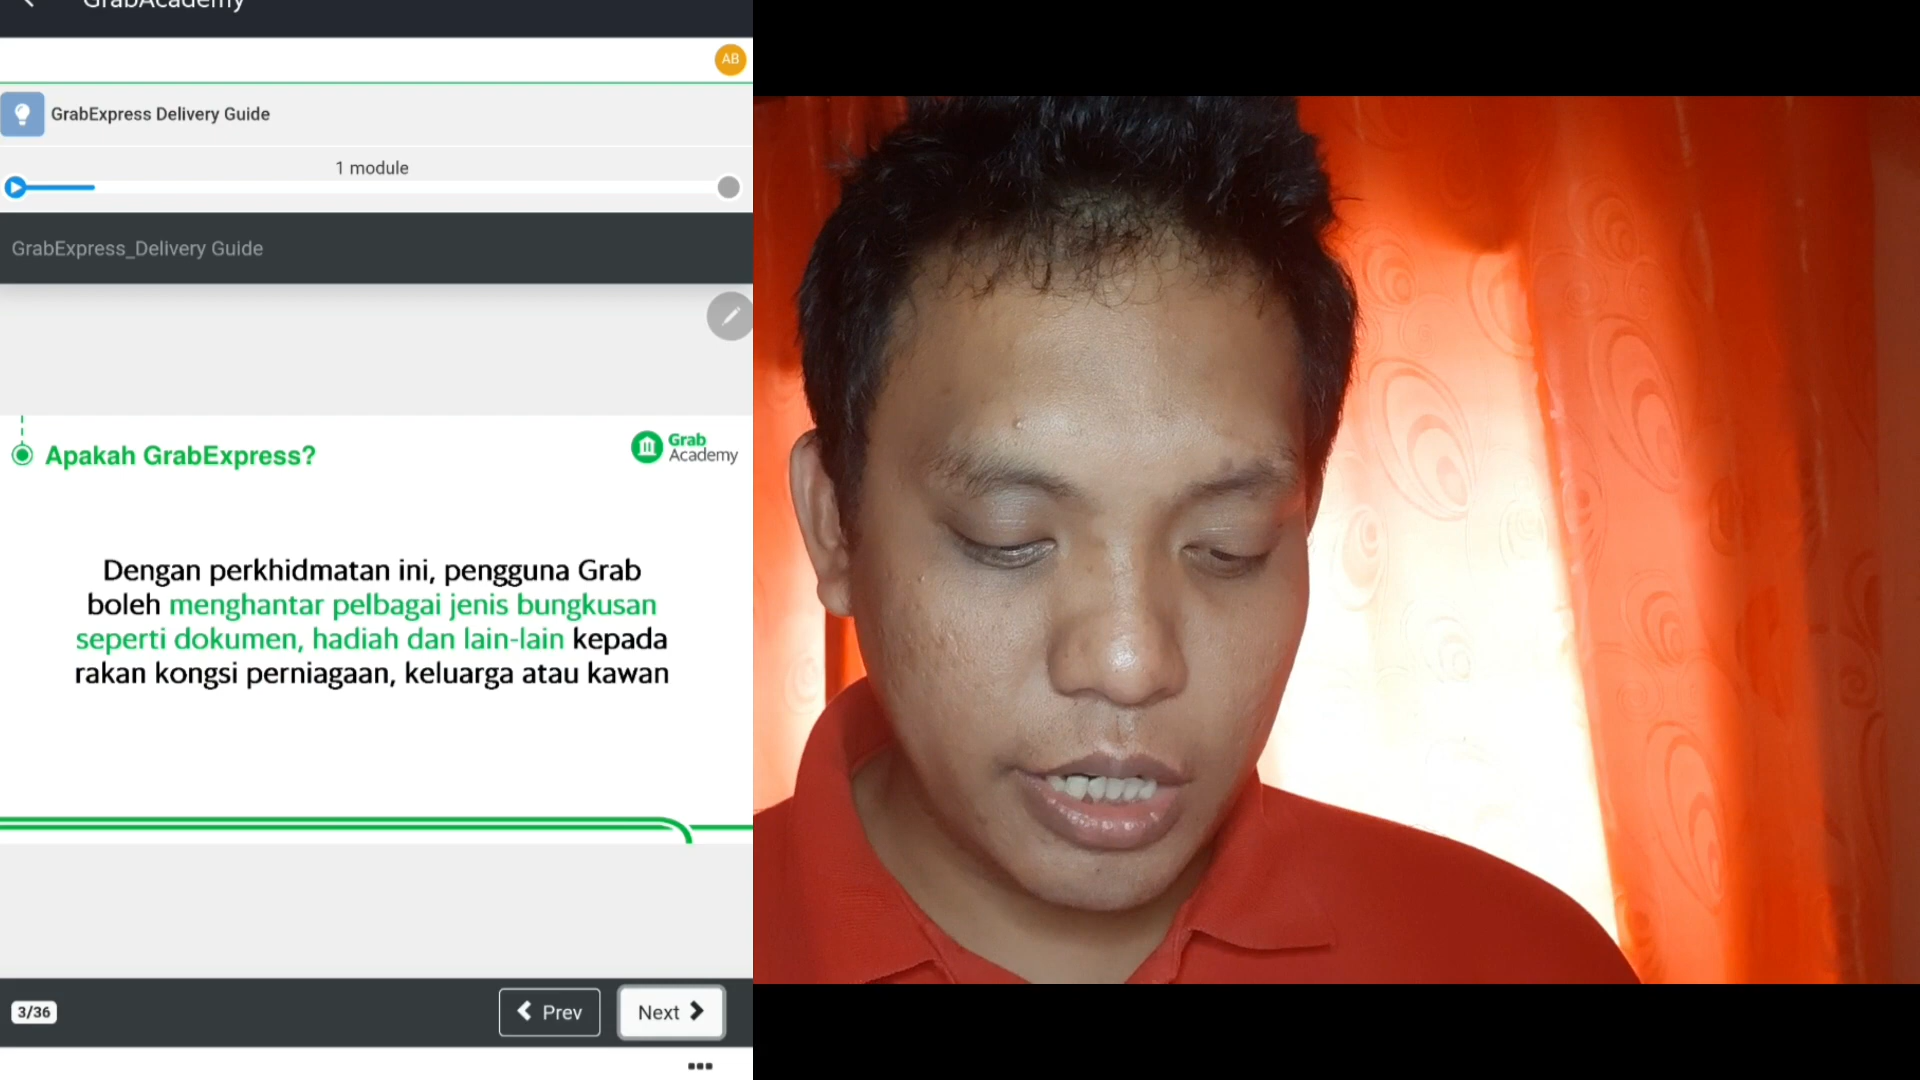 GrabAcademy
AB
GrabExpress Delivery Guide
1 module
GrabExpress_Delivery Guide
Apakah GrabExpress?
Grab
Academy
Dengan perkhidmatan ini, pengguna Grab
boleh menghantar pelbagai jenis bungkusan
seperti dokumen, hadiah dan lain-lain kepada
rakan kongsi perniagaan, keluarga atau kawan
3/36
Prev
Next